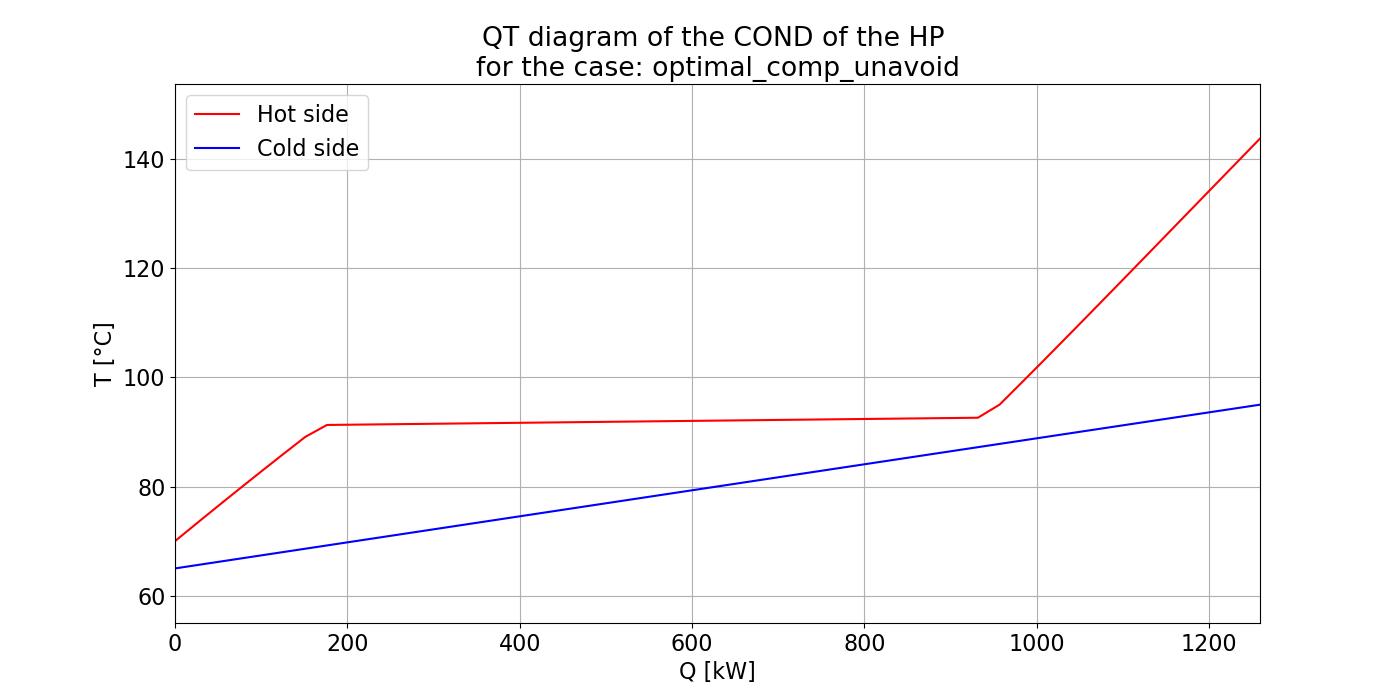 QT diagram of the COND of the HP
for the case: optimal_comp_unavoid
Hot side
Cold side
T [°C]
140
120
100
80
60
0 200 400 600 800 1000 1200
Q [kW]